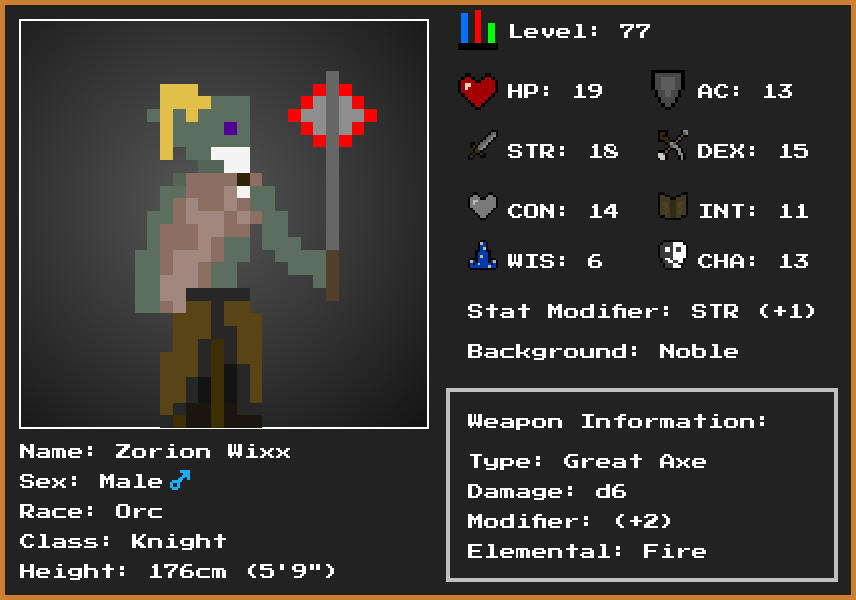 Level: 77
HP: 19 AC: 13
STR: 18 DEX: 15
CON: 14 INT: 11
WIS: 6 CHA: 13
Stat Modifier: STR (+1)
Background: Noble
Weapon Information:
Type: Great Axe
Damage: d6
Modifier: (+2)
Elemental: Fire
Name: Zorion Wixx
Sex: Male ♂
Race: Orc
Class: Knight
Height: 176cm (5'9")